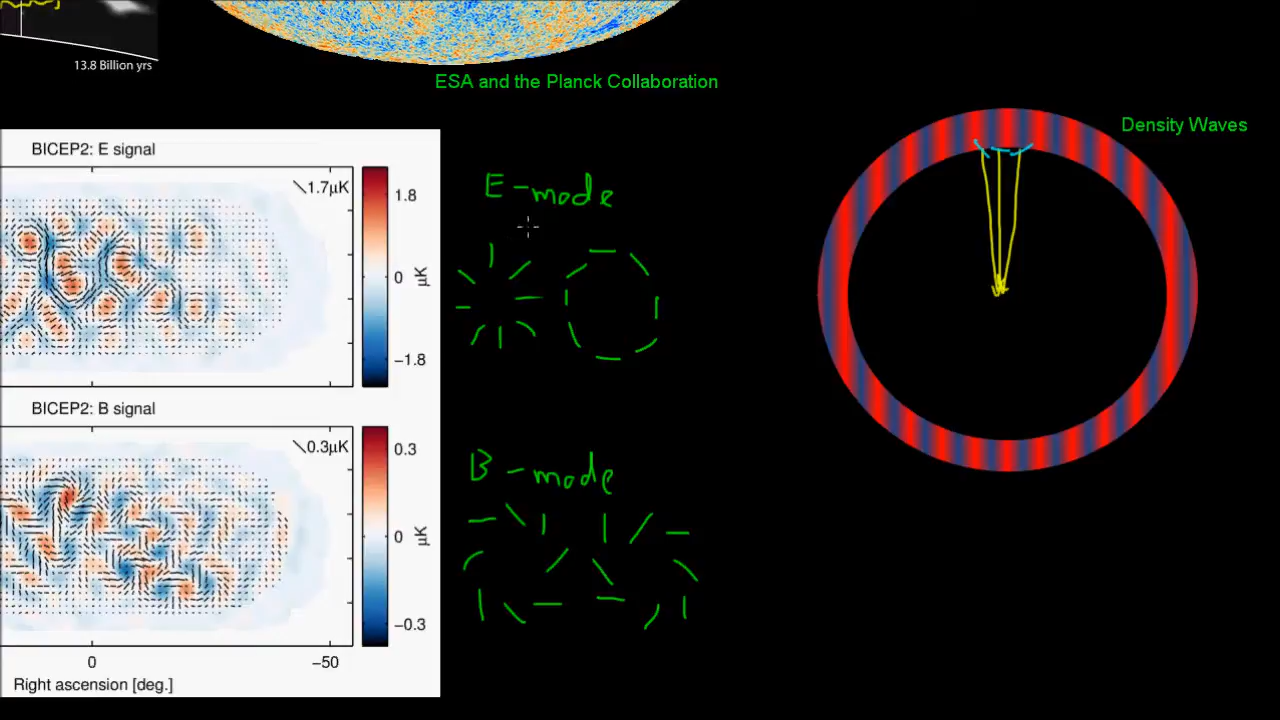 13.8 Billion yrs
ESA and the Planck Collaboration
Density Waves
BICEP2: E signal
1.7μK
1.8
0
−1.8
μK
E-mode
BICEP2: B signal
0.3μK
0.3
0
−0.3
μK
B-mode
0
−50
Right ascension [deg.]